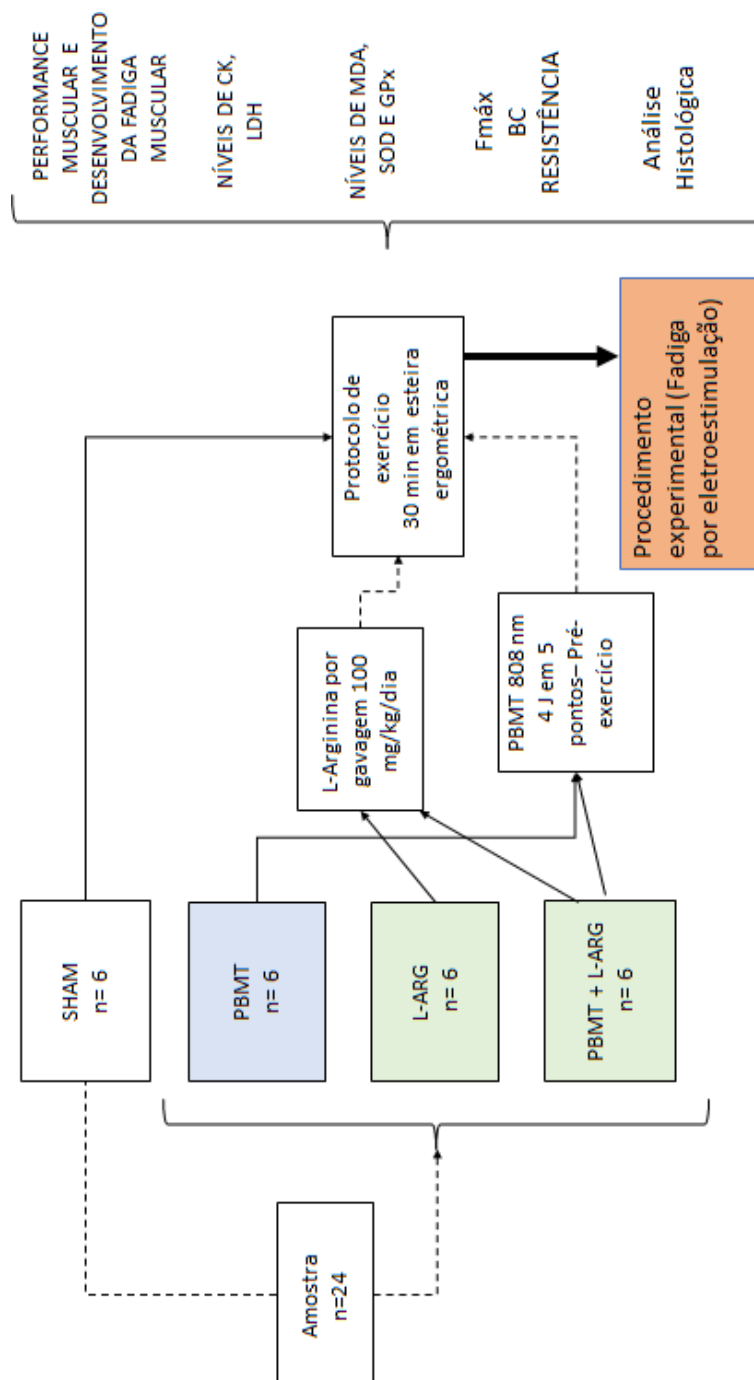 Amostra
n=24
SHAM
n= 6
PBMT
n= 6
L-ARG
n= 6
PBMT + L-ARG
n= 6
L-Arginina por
gavagem 100
mg/kg/dia
PBMT 808 nm
4 J em 5
pontos– Pré-
exercício
Protocolo de
exercício
30 min em esteira
ergométrica
Procedimento
experimental (Fadiga
por eletroestimulação)
PERFORMANCE
MUSCULAR E
DESENVOLVIMENTO
DA FADIGA
MUSCULAR
NÍVEIS DE CK,
LDH
NÍVEIS DE MDA,
SOD E GPx
Fmáx
BC
RESISTÊNCIA
Análise
Histológica